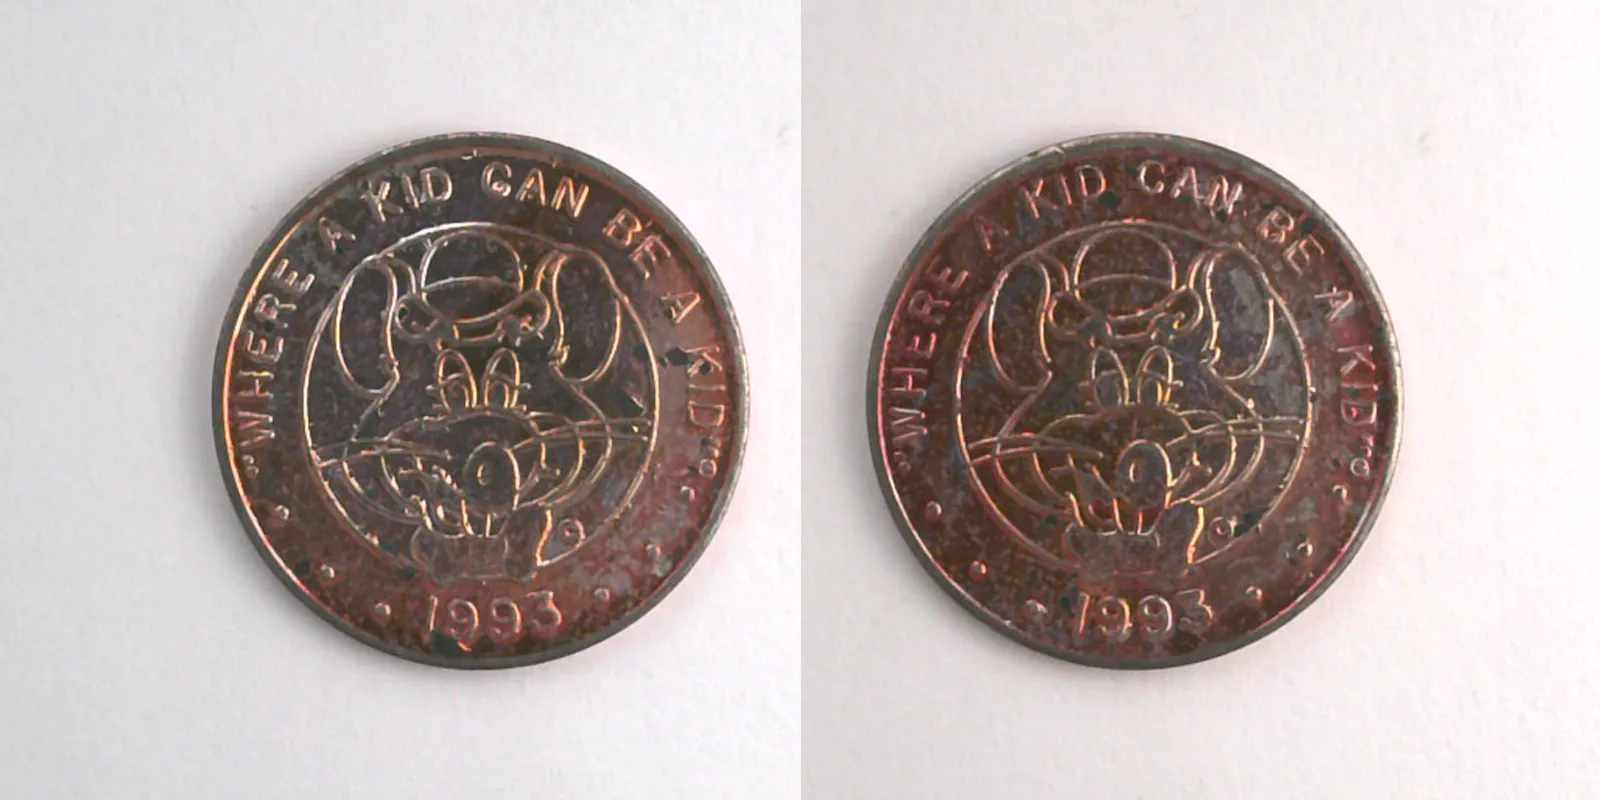 "WHERE A KID CAN BE A KID"
1993
"WHERE A KID CAN BE A KID"
1993